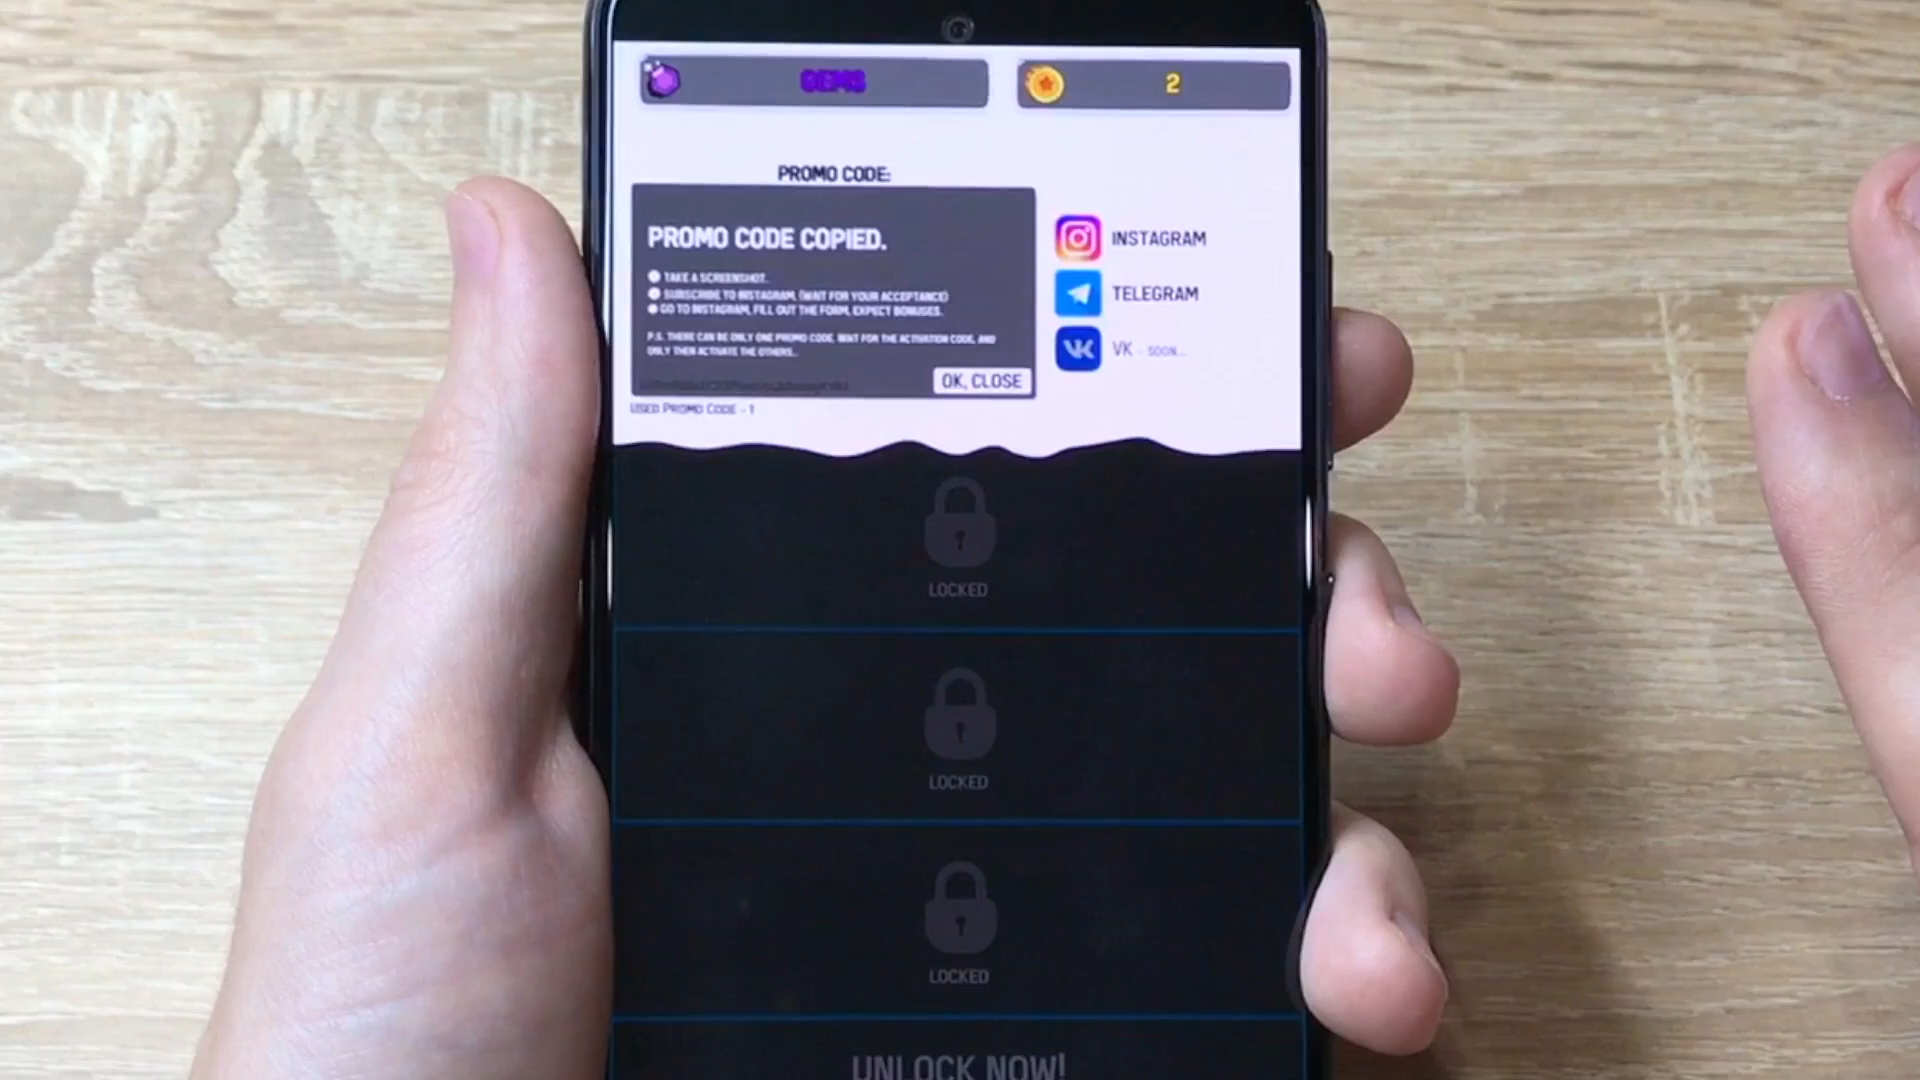 GEMS
2
PROMO CODE:
PROMO CODE COPIED.
TAKE A SCREENSHOT.
SUBSCRIBE TO INSTAGRAM, (WAIT FOR YOUR ACCEPTANCE)
GO TO INSTAGRAM, FILL OUT THE FORM, EXPECT BONUSES.
P.S. THERE CAN BE ONLY ONE PROMO CODE. WAIT FOR THE ACTIVATION CODE, AND
ONLY THEN ACTIVATE THE OTHERS..
OK, CLOSE
USED PROMO CODE - 1
INSTAGRAM
TELEGRAM
VK - SOON...
LOCKED
LOCKED
LOCKED
UNLOCK NOW!